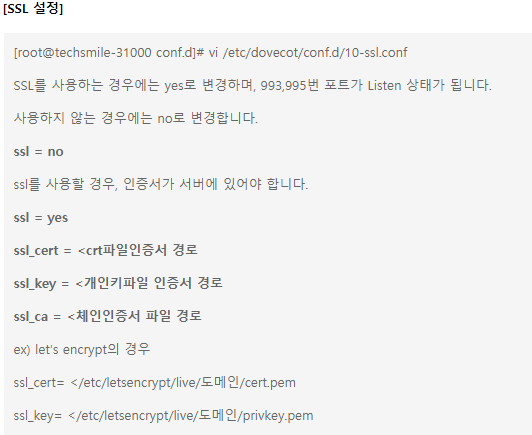 [SSL 설정]
[root@techsmile-31000 conf.d]# vi /etc/dovecot/conf.d/10-ssl.conf
SSL를 사용하는 경우에는 yes로 변경하며, 993,995번 포트가 Listen 상태가 됩니다.
사용하지 않는 경우에는 no로 변경합니다.
ssl = no
ssl를 사용할 경우, 인증서가 서버에 있어야 합니다.
ssl = yes
ssl_cert = <crt파일인증서 경로
ssl_key = <개인키파일 인증서 경로
ssl_ca = <체인인증서 파일 경로
ex) let's encrypt의 경우
ssl_cert= </etc/letsencrypt/live/도메인/cert.pem
ssl_key= </etc/letsencrypt/live/도메인/privkey.pem